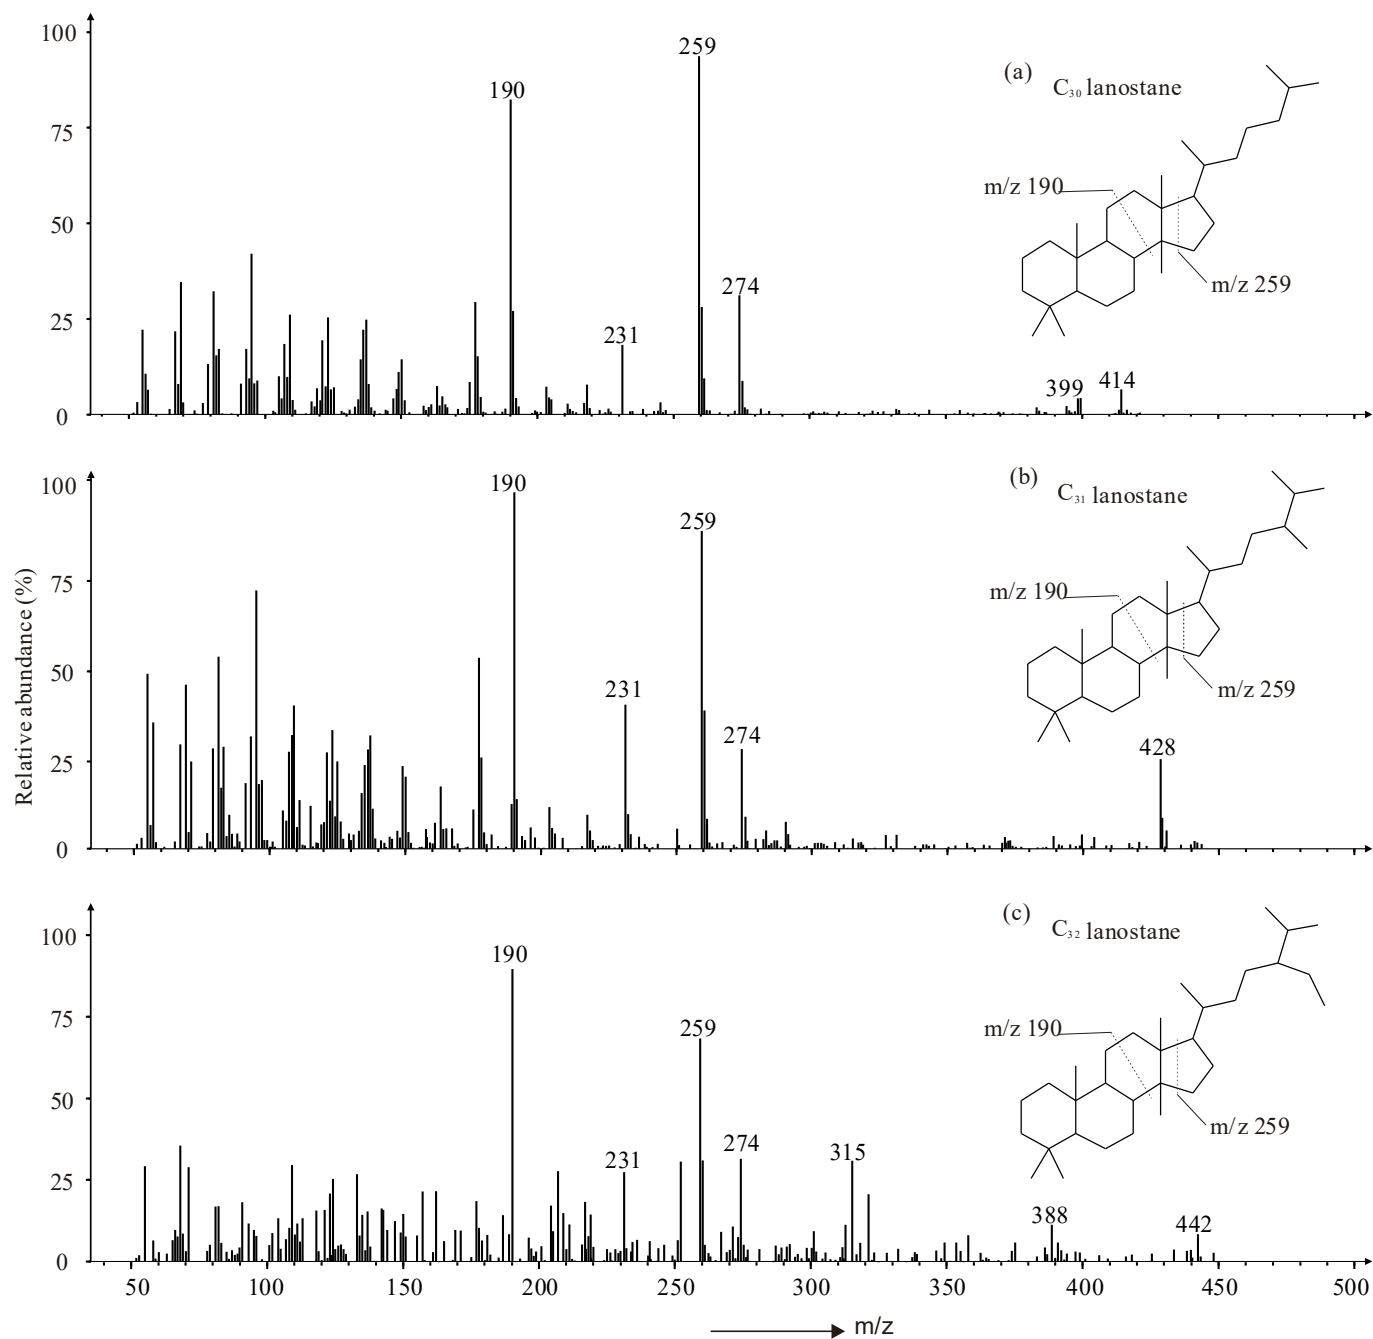 100
75
50
25
0
190
231
259
274
399
414
(a)
C₃₀ lanostane
m/z 190
m/z 259
Relative abundance (%)
100
75
50
25
0
190
231
259
274
428
(b)
C₃₁ lanostane
m/z 190
m/z 259
100
75
50
25
0
190
231
259
274
315
388
442
(c)
C₃₂ lanostane
m/z 190
m/z 259
50 100 150 200 250 300 350 400 450 500
m/z